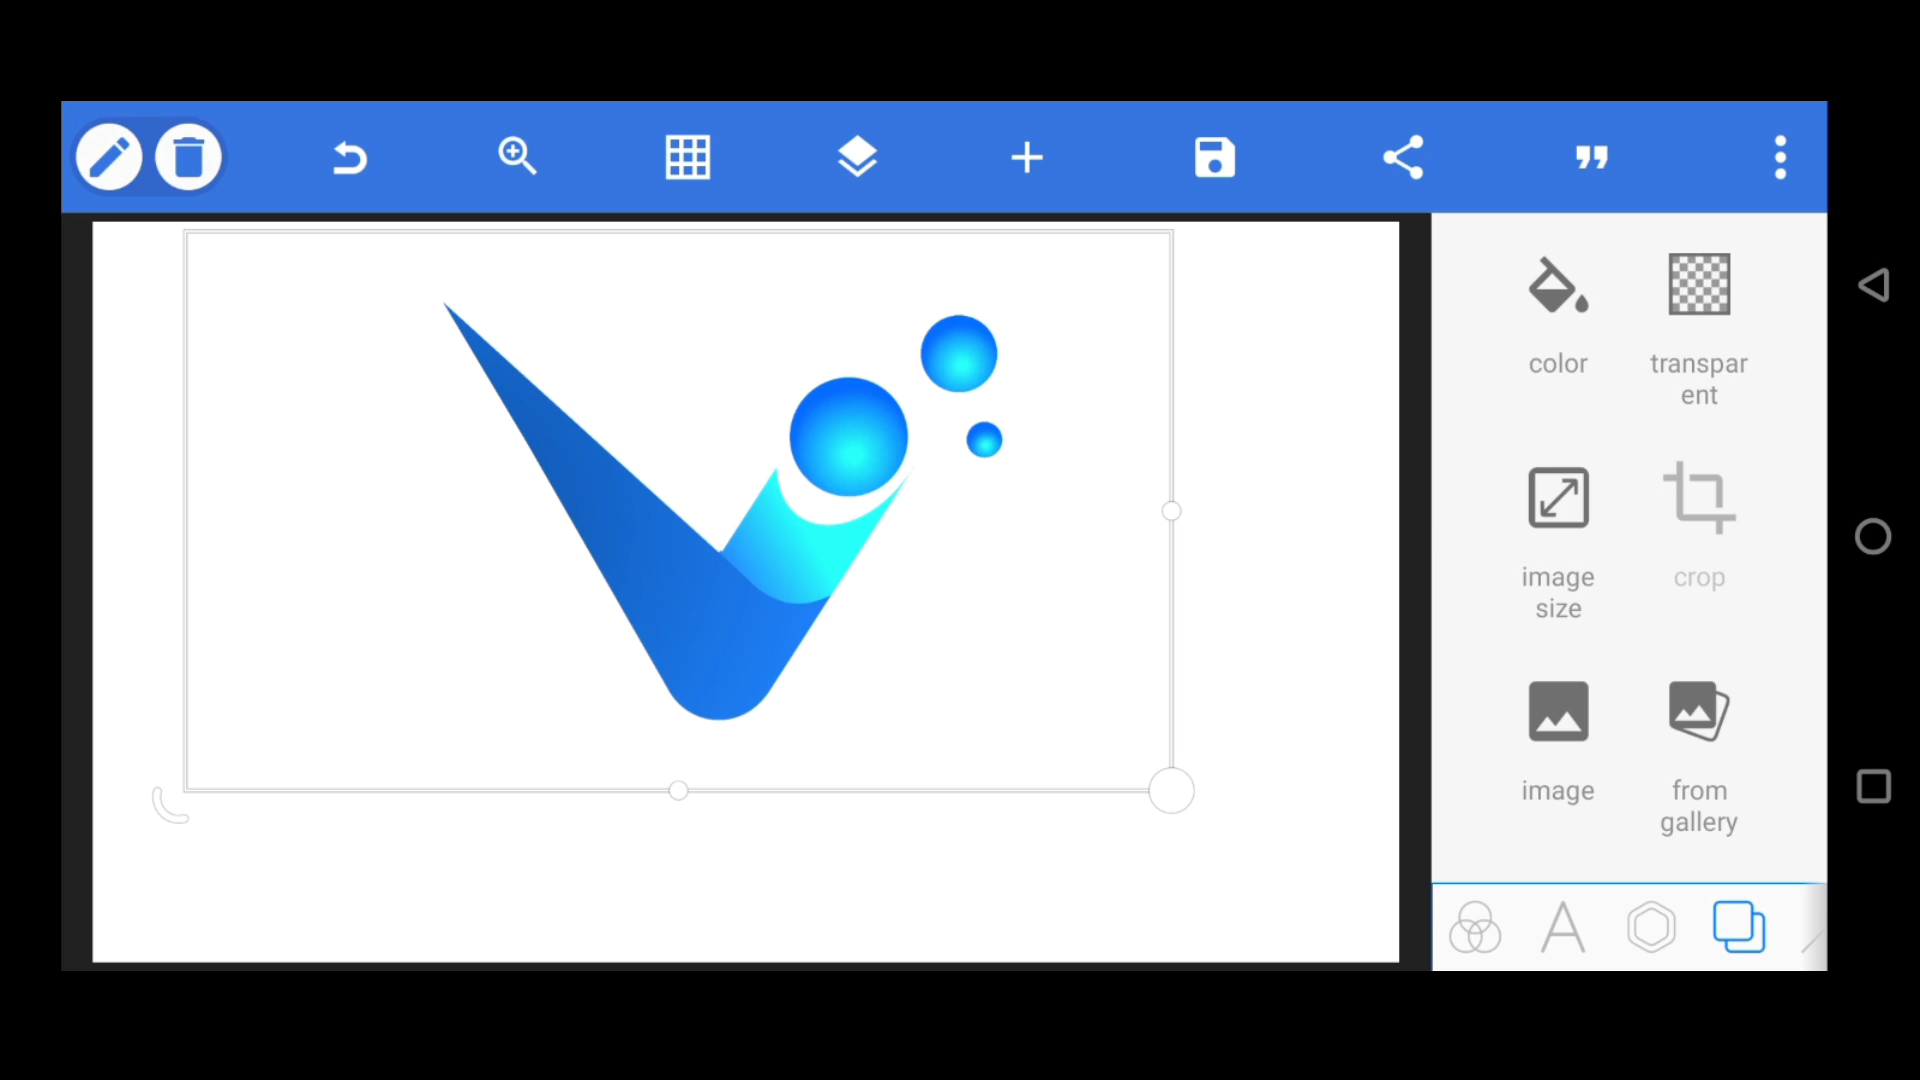 color
transpar
ent
image
size
crop
image
from
gallery